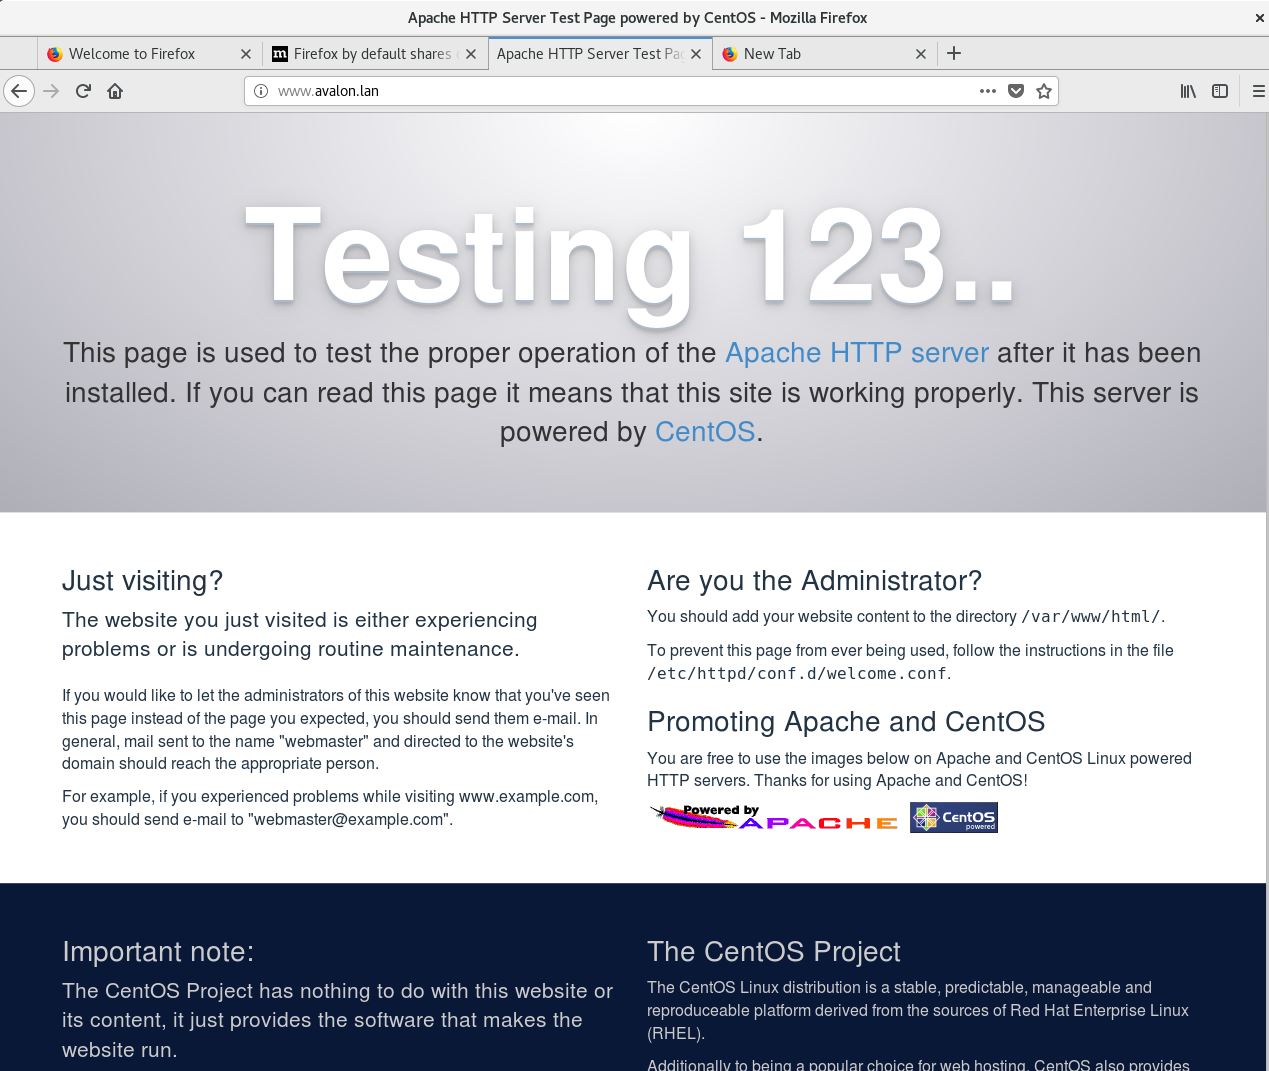 Apache HTTP Server Test Page powered by CentOS - Mozilla Firefox
Welcome to Firefox
Firefox by default shares
Apache HTTP Server Test Pag
New Tab
www.avalon.lan
Testing 123..
This page is used to test the proper operation of the Apache HTTP server after it has been
installed. If you can read this page it means that this site is working properly. This server is
powered by CentOS.
Just visiting?
The website you just visited is either experiencing
problems or is undergoing routine maintenance.
If you would like to let the administrators of this website know that you've seen
this page instead of the page you expected, you should send them e-mail. In
general, mail sent to the name "webmaster" and directed to the website's
domain should reach the appropriate person.
For example, if you experienced problems while visiting www.example.com,
you should send e-mail to "webmaster@example.com".
Are you the Administrator?
You should add your website content to the directory /var/www/html/.
To prevent this page from ever being used, follow the instructions in the file
/etc/httpd/conf.d/welcome.conf.
Promoting Apache and CentOS
You are free to use the images below on Apache and CentOS Linux powered
HTTP servers. Thanks for using Apache and CentOS!
Powered by
APACHE
CentOS
powered
Important note:
The CentOS Project has nothing to do with this website or
its content, it just provides the software that makes the
website run.
The CentOS Project
The CentOS Linux distribution is a stable, predictable, manageable and
reproduceable platform derived from the sources of Red Hat Enterprise Linux
(RHEL).
Additionally to being a popular choice for web hosting, CentOS also provides